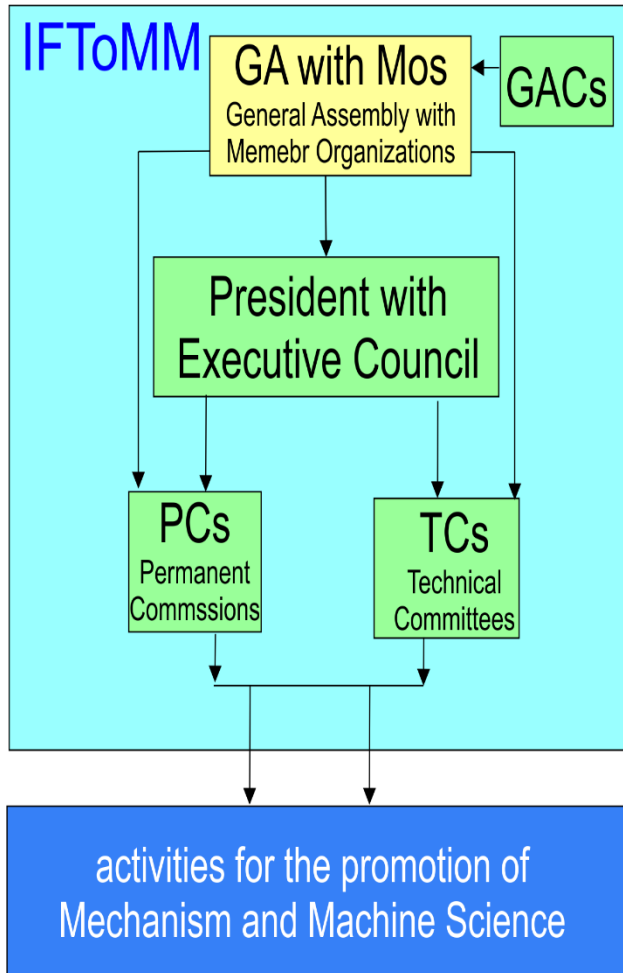 IFToMM
GA with Mos
General Assembly with
Memebr Organizations
GACs
President with
Executive Council
PCs
Permanent
Commssions
TCs
Technical
Committees
activities for the promotion of
Mechanism and Machine Science